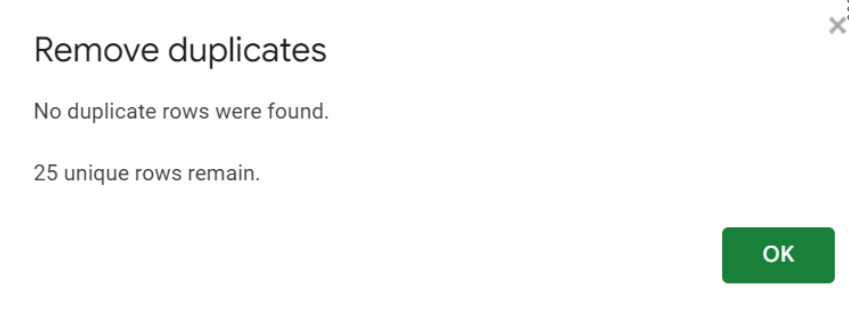 Remove duplicates
No duplicate rows were found.
25 unique rows remain.
OK